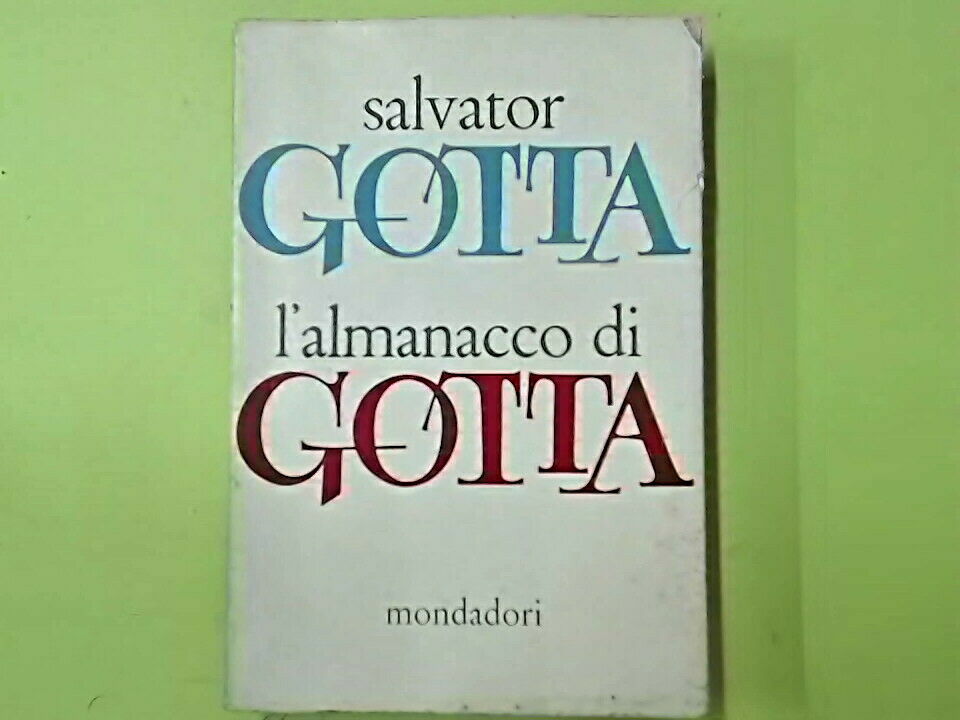 salvator
GOTTA
l'almanacco di
GOTTA
mondadori